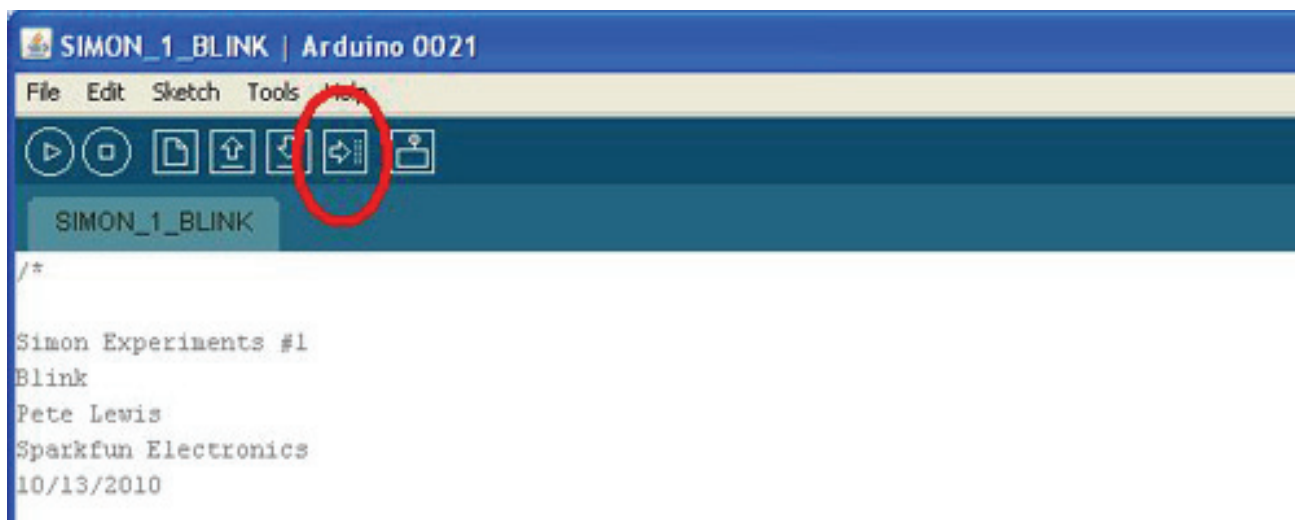 SIMON_1_BLINK | Arduino 0021
File Edit Sketch Tools Help
SIMON_1_BLINK
/*
Simon Experiments #1
Blink
Pete Lewis
Sparkfun Electronics
10/13/2010